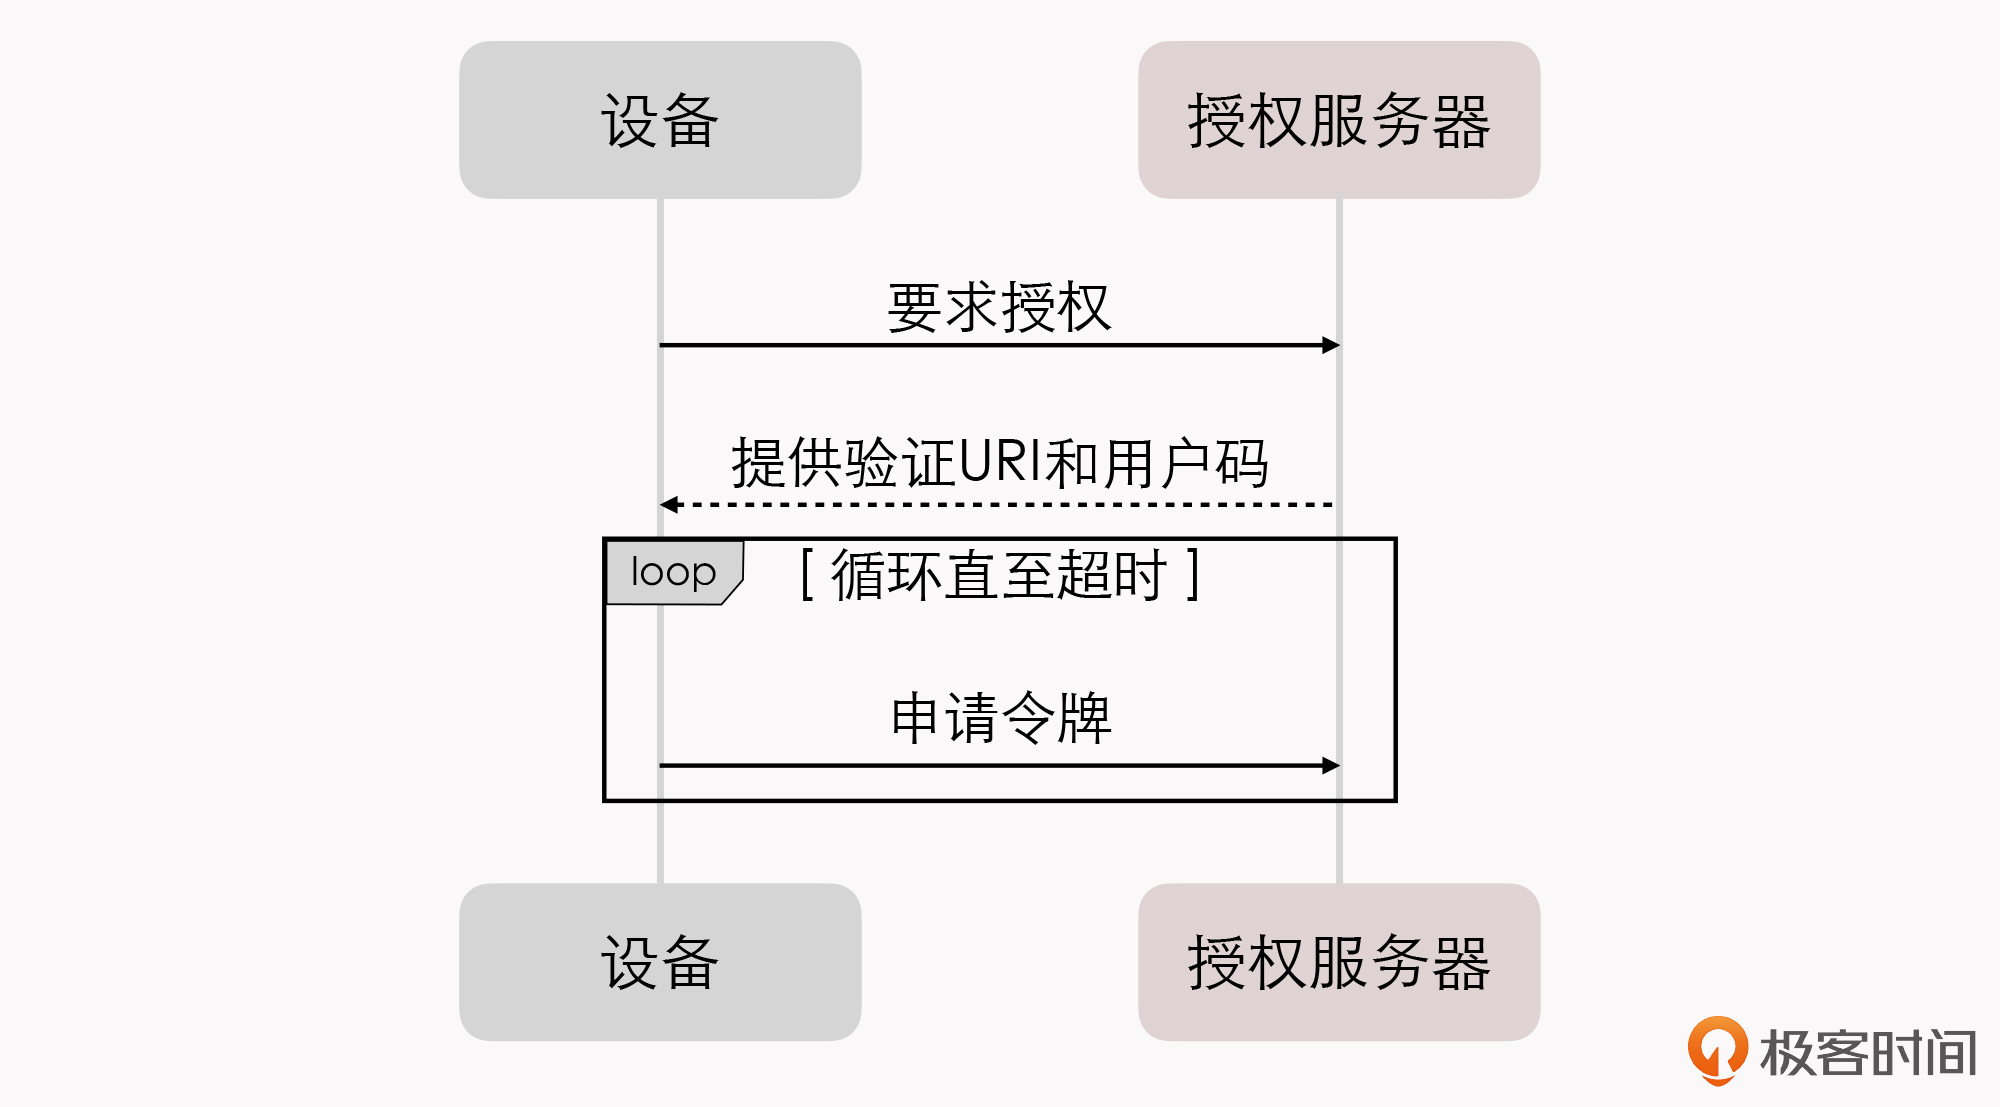 设备
授权服务器
要求授权
提供验证URI和用户码
loop
[ 循环直至超时 ]
申请令牌
设备
授权服务器
极客时间